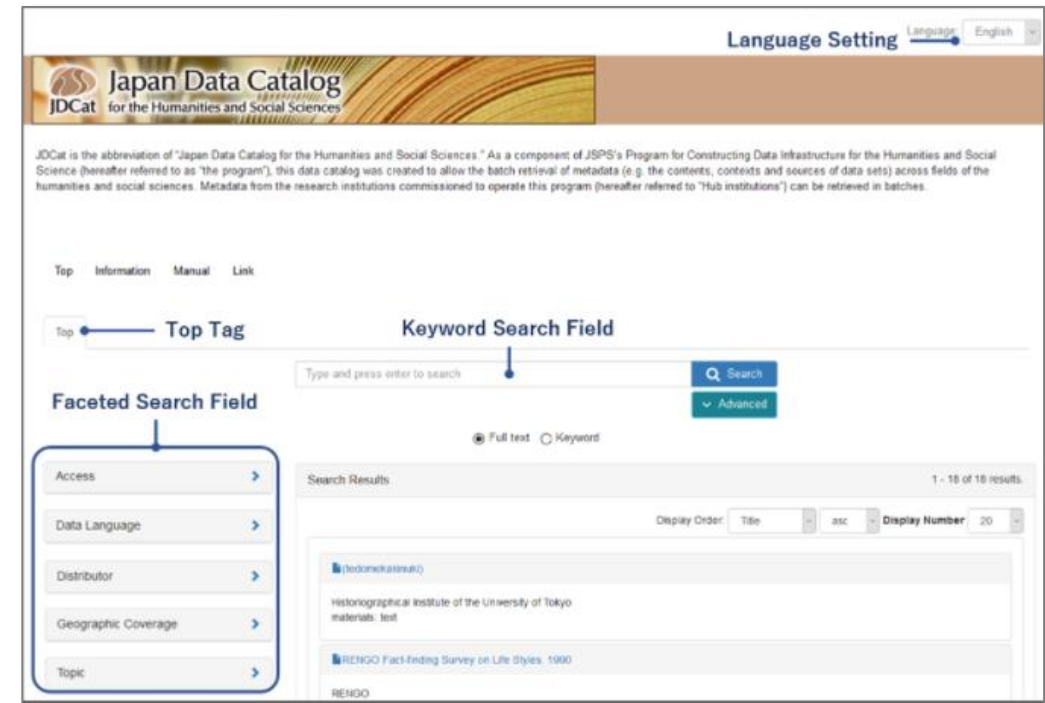 Language Setting
Language: English
JDCat
Japan Data Catalog
for the Humanities and Social Sciences
JDCat is the abbreviation of "Japan Data Catalog for the Humanities and Social Sciences." As a component of JSPS's Program for Constructing Data Infrastructure for the Humanities and Social
Science (hereafter referred to as "the program"), this data catalog was created to allow the batch retrieval of metadata (e.g. the contents, contexts and sources of data sets) across fields of the
humanities and social sciences. Metadata from the research institutions commissioned to operate this program (hereafter referred to "Hub institutions") can be retrieved in batches.
Top Information Manual Link
Top
Top Tag
Keyword Search Field
Type and press enter to search
Search
Advanced
Full text Keyword
Faceted Search Field
Access
Data Language
Distributor
Geographic Coverage
Topic
Search Results
1 - 18 of 18 results.
Display Order: Title asc Display Number 20
Historiographical Institute of the University of Tokyo
materials: text
RENGO Fact-finding Survey on Life Styles, 1990
RENGO